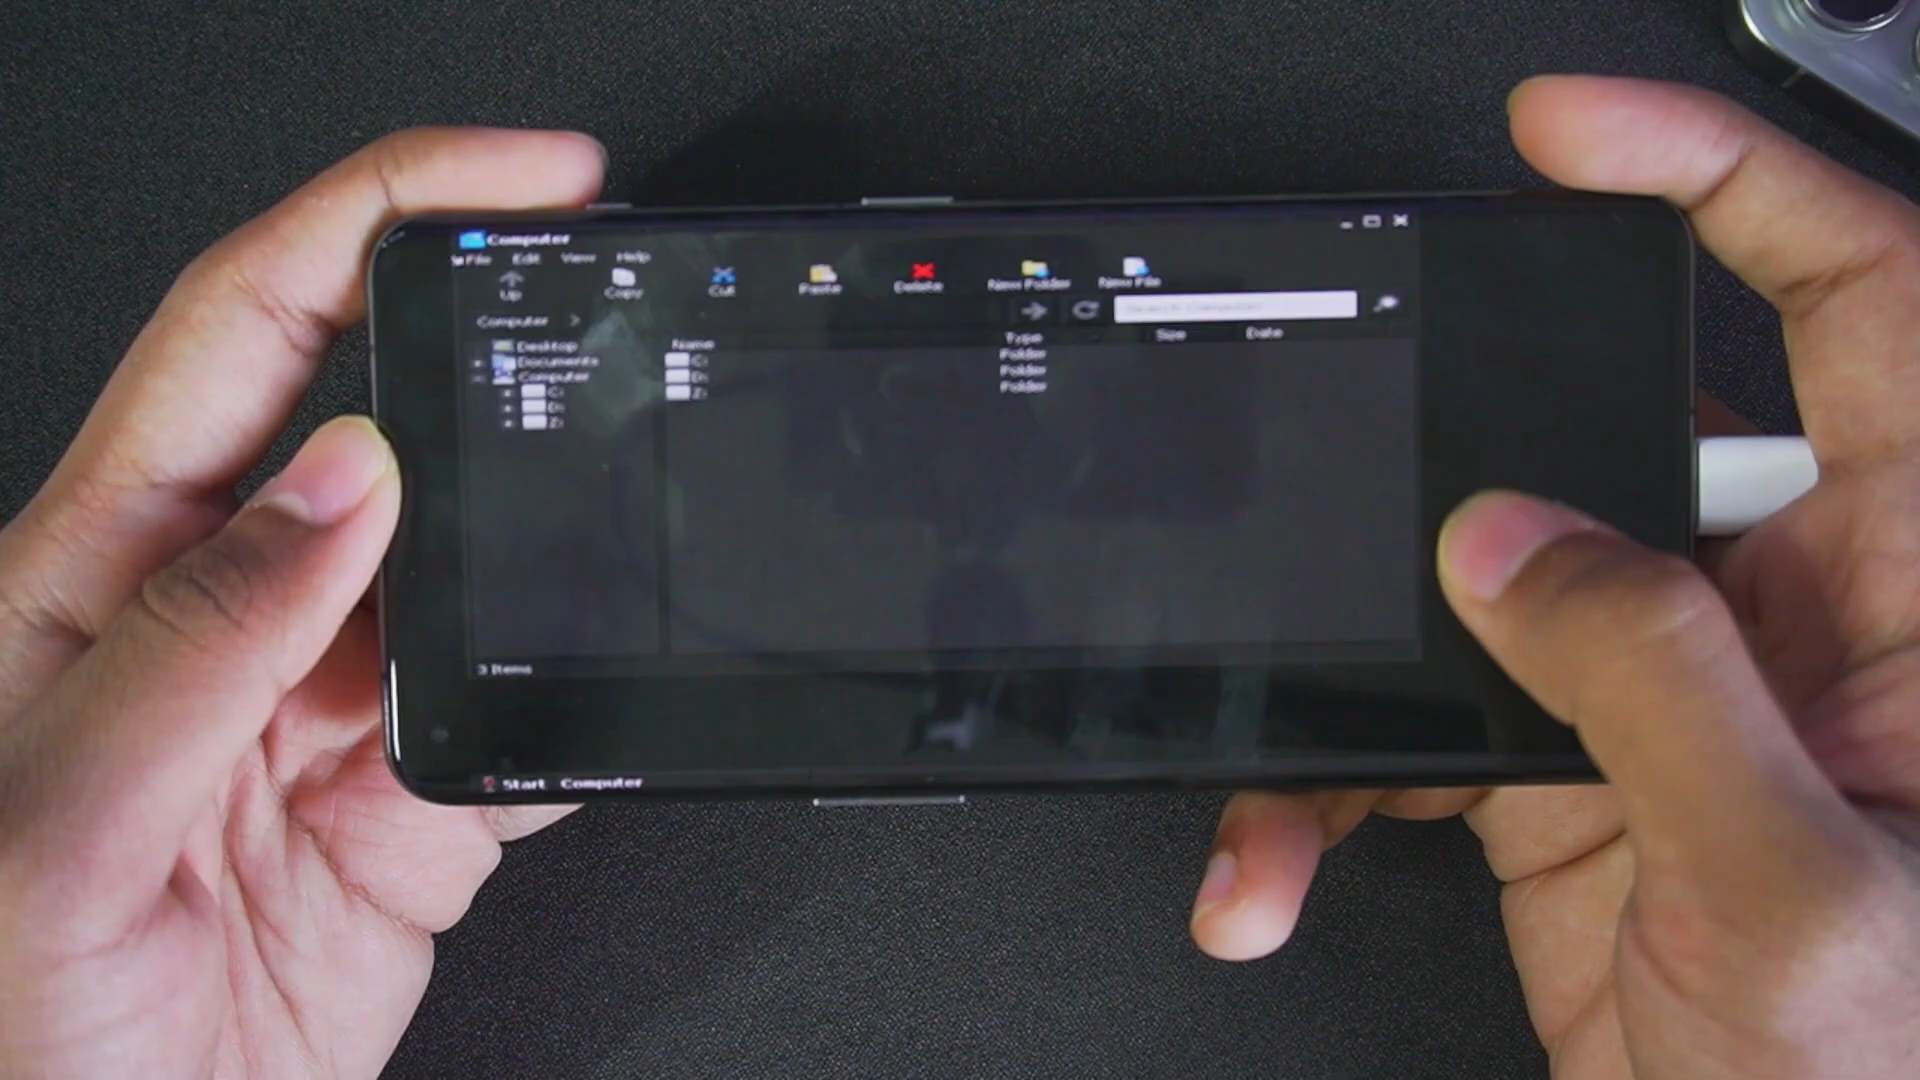 Computer
File Edit View Help
Up Copy Cut Paste Delete New Folder New File
Computer >
Name Type Size Date
Desktop
Documents
Computer
C:
D:
Z:
C: Folder
D: Folder
Z: Folder
3 Items
Start Computer